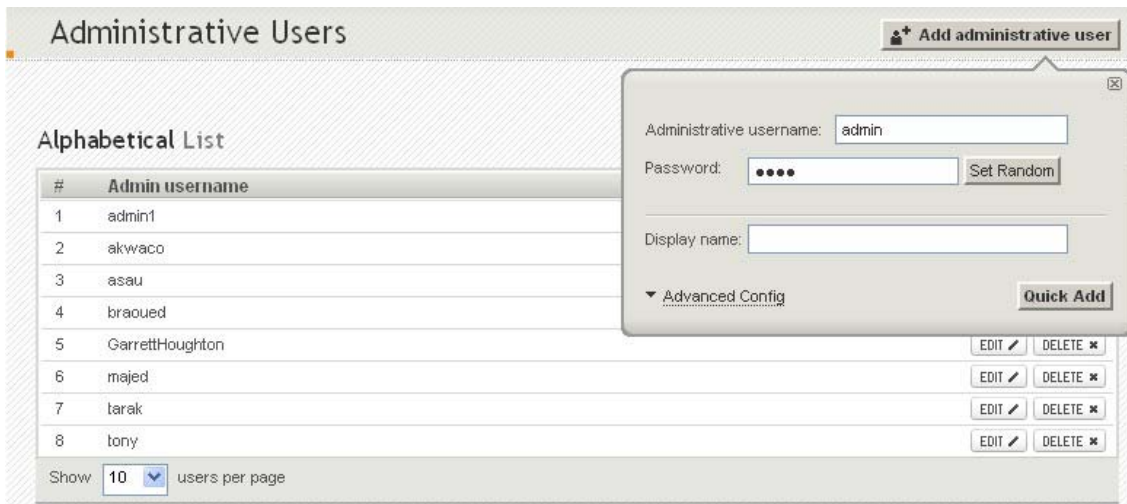 Administrative Users
Add administrative user
Administrative username: admin
Password: ●●●● Set Random
Display name:
Advanced Config Quick Add
Alphabetical List
# Admin username
1 admin1
2 akwaco
3 asau
4 braoued
5 GarrettHoughton EDIT DELETE
6 majed EDIT DELETE
7 tarak EDIT DELETE
8 tony EDIT DELETE
Show 10 users per page